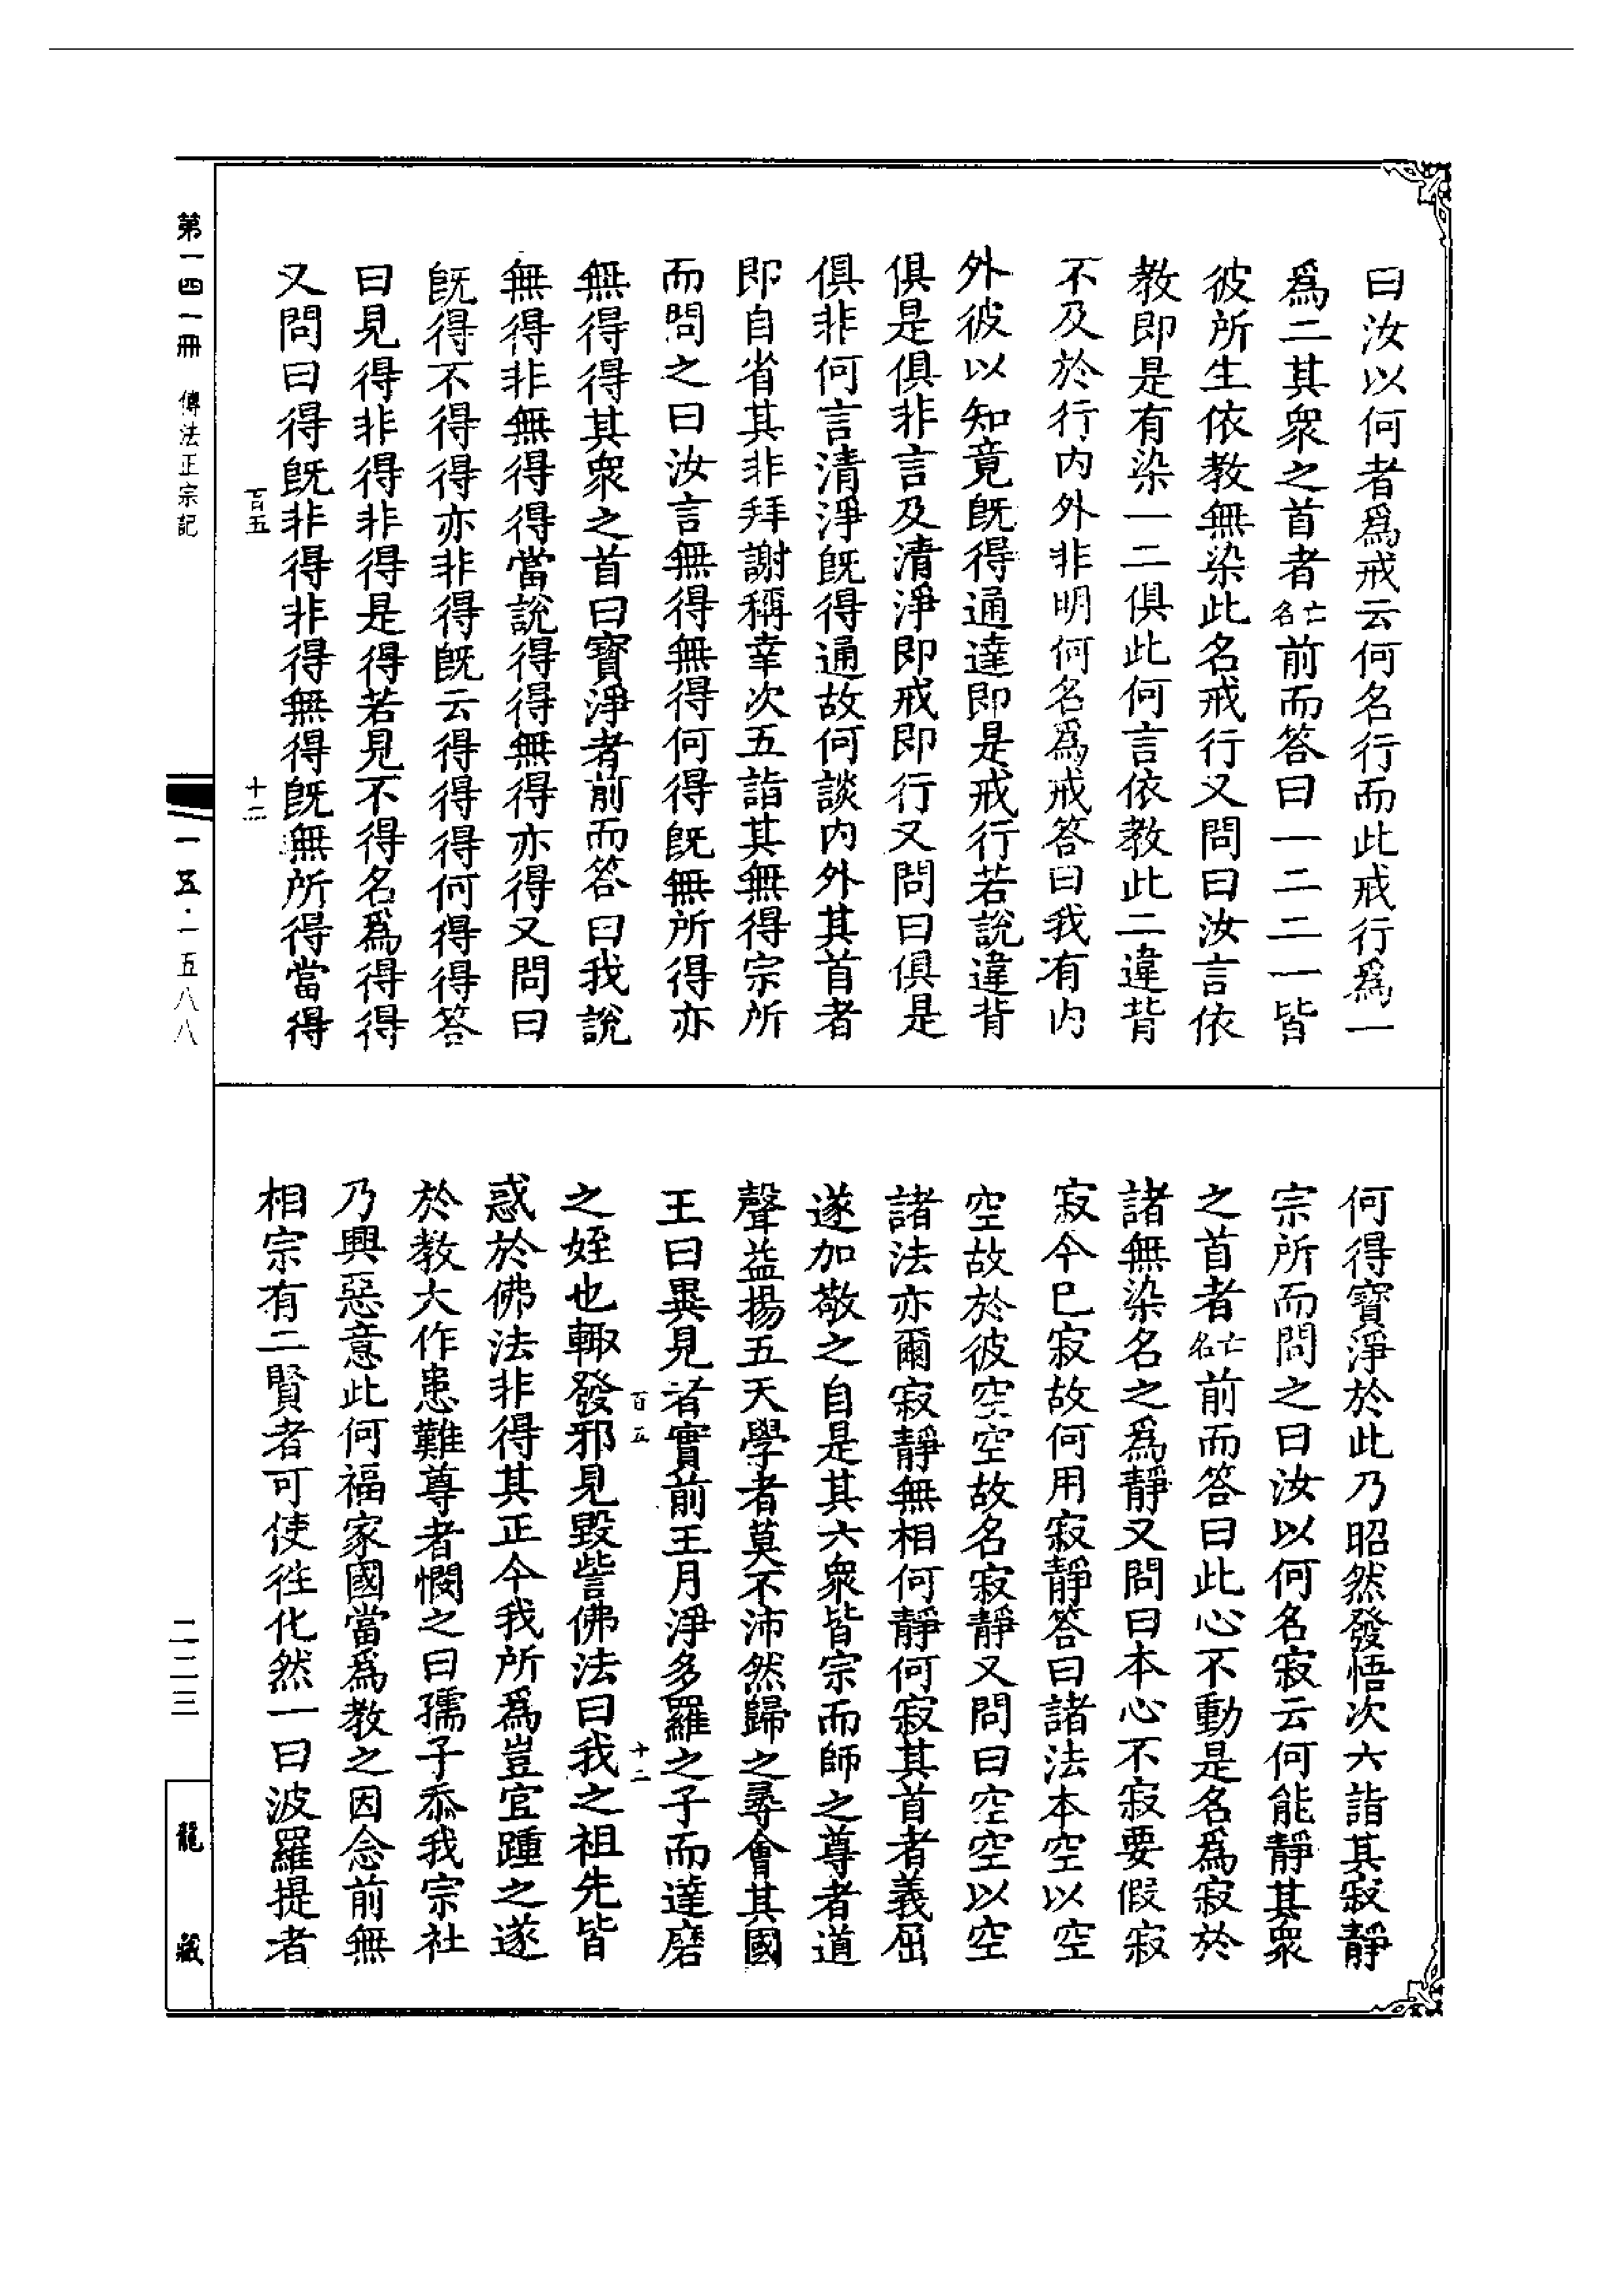 曰汝以何者爲戒云何名行而此戒行爲一
爲二其衆之首者亡名前而答曰一二二一皆
彼所生依教無染此名戒行又問曰汝言依
教即是有染一二俱此何言依教此二違背
不及於行内外非明何名爲戒答曰我有内
外彼以知竟旣得通達即是戒行若說違背
俱是俱非言及清淨即戒即行又問曰俱是
俱非何言清淨旣得通故何談内外其首者
即自省其非拜謝稱幸次五詣其無得宗所
而問之曰汝言無得無得何得旣無所得亦
無得得其衆之首曰寶淨者前而答曰我說
無得非無得得當說得得無得亦得又問曰
旣得不得得亦非得旣云得得得何得得答
曰見得非得非得是得若見不得名爲得得
又問曰得旣非得非得無得旣無所得當得
百五 十二
何得寶淨於此乃昭然發悟次六詣其寂靜
宗所而問之曰汝以何名寂云何能靜其衆
之首者亡名前而答曰此心不動是名爲寂於
諸無染名之爲靜又問曰本心不寂要假寂
寂今巳寂故何用寂靜答曰諸法本空以空
空故於彼空空故名寂靜又問曰空空以空
諸法亦爾寂靜無相何靜何寂其首者義屈
遂加敬之自是其六衆皆宗而師之尊者道
聲益揚五天學者莫不沛然歸之尋會其國
王曰異見者實前王月淨多羅之子而達磨
百五 十二
之姪也輙發邪見毀訾佛法曰我之祖先皆
惑於佛法非得其正今我所爲豈宜踵之遂
於教大作患難尊者憫之曰孺子忝我宗社
乃興惡意此何福家國當爲教之因念前無
相宗有二賢者可使徃化然一曰波羅提者
第一四一冊 傳法正宗記
一五·一五八八
二二三
龍藏